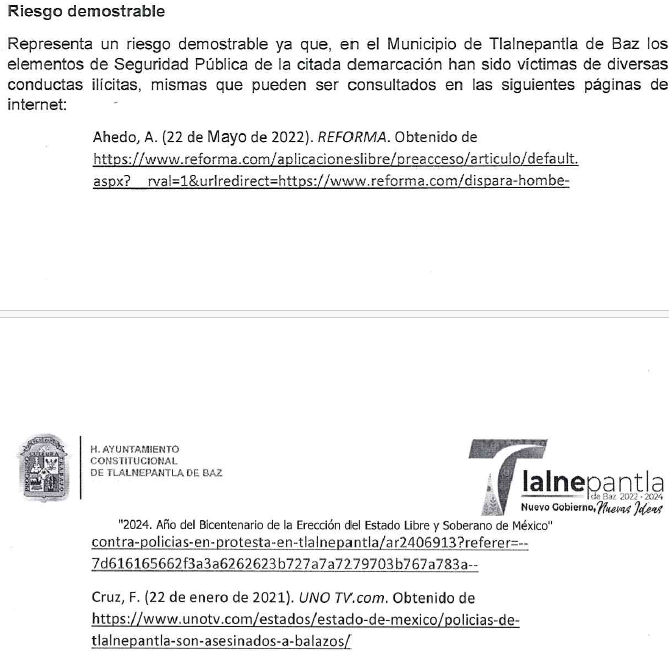 Riesgo demostrable
Representa un riesgo demostrable ya que, en el Municipio de Tlalnepantla de Baz los
elementos de Seguridad Pública de la citada demarcación han sido víctimas de diversas
conductas ilícitas, mismas que pueden ser consultados en las siguientes páginas de
internet:
Ahedo, A. (22 de Mayo de 2022). REFORMA. Obtenido de
https://www.reforma.com/aplicacioneslibre/preacceso/articulo/default.
aspx?__rval=1&urlredirect=https://www.reforma.com/dispara-hombe-
H. AYUNTAMIENTO
CONSTITUCIONAL
DE TLALNEPANTLA DE BAZ
Tlalnepantla
de Baz 2022 - 2024
Nuevo Gobierno, Nuevas Ideas
"2024. Año del Bicentenario de la Erección del Estado Libre y Soberano de México"
contra-policias-en-protesta-en-tlalnepantla/ar2406913?referer=--
7d616165662f3a3a6262623b727a7a7279703b767a783a--
Cruz, F. (22 de enero de 2021). UNO TV.com. Obtenido de
https://www.unotv.com/estados/estado-de-mexico/policias-de-
tlalnepantla-son-asesinados-a-balazos/